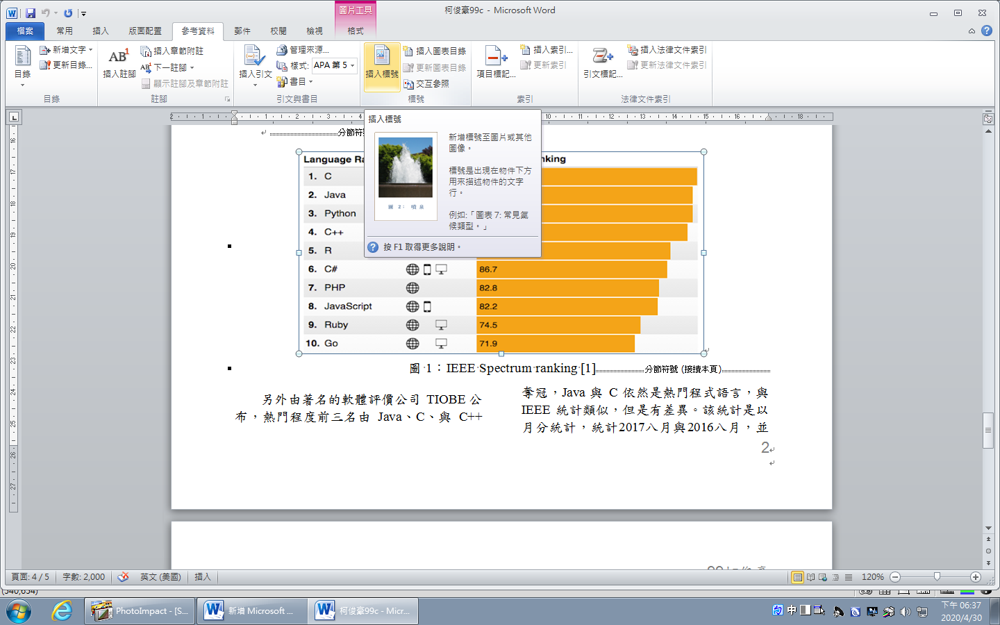 圖片工具
柯俊豪99c - Microsoft Word
檔案 常用 插入 版面配置 參考資料 郵件 校閱 檢視 格式
目錄
新增文字
更新目錄...
目錄
AB¹
插入註腳
插入章節附註
下一註腳
顯示註腳及章節附註
註腳
插入引文
管理來源...
樣式: APA 第 5
書目
引文與書目
插入標號
插入圖表目錄
更新圖表目錄
交互參照
標號
項目標記...
插入索引...
更新索引
索引
引文標記...
插入法律文件索引
更新法律文件索引
法律文件索引
插入標號
新增標號至圖片或其他
圖像。
標號是出現在物件下方
用來描述物件的文字
行。
例如:「圖表 7: 常見氣
候類型。」
圖 2: 噴泉
按 F1 取得更多說明。
分節符號
Language Ra
nking
1. C
2. Java
3. Python
4. C++
5. R
6. C# 86.7
7. PHP 82.8
8. JavaScript 82.2
9. Ruby 74.5
10. Go 71.9
圖 1：IEEE Spectrum ranking [1] 分節符號 (接續本頁)
另外由著名的軟體評價公司 TIOBE 公
布，熱門程度前三名由 Java、C、與 C++
奪冠，Java 與 C 依然是熱門程式語言，與
IEEE 統計類似，但是有差異。該統計是以
月分統計，統計2017八月與2016八月，並
2
頁面: 4 / 5 字數: 2,000 英文 (美國) 插入 120%
(540,654)
PhotoImpact - [S... 新增 Microsoft ... 柯俊豪99c - Micr...
中
下午 06:37
2020/4/30